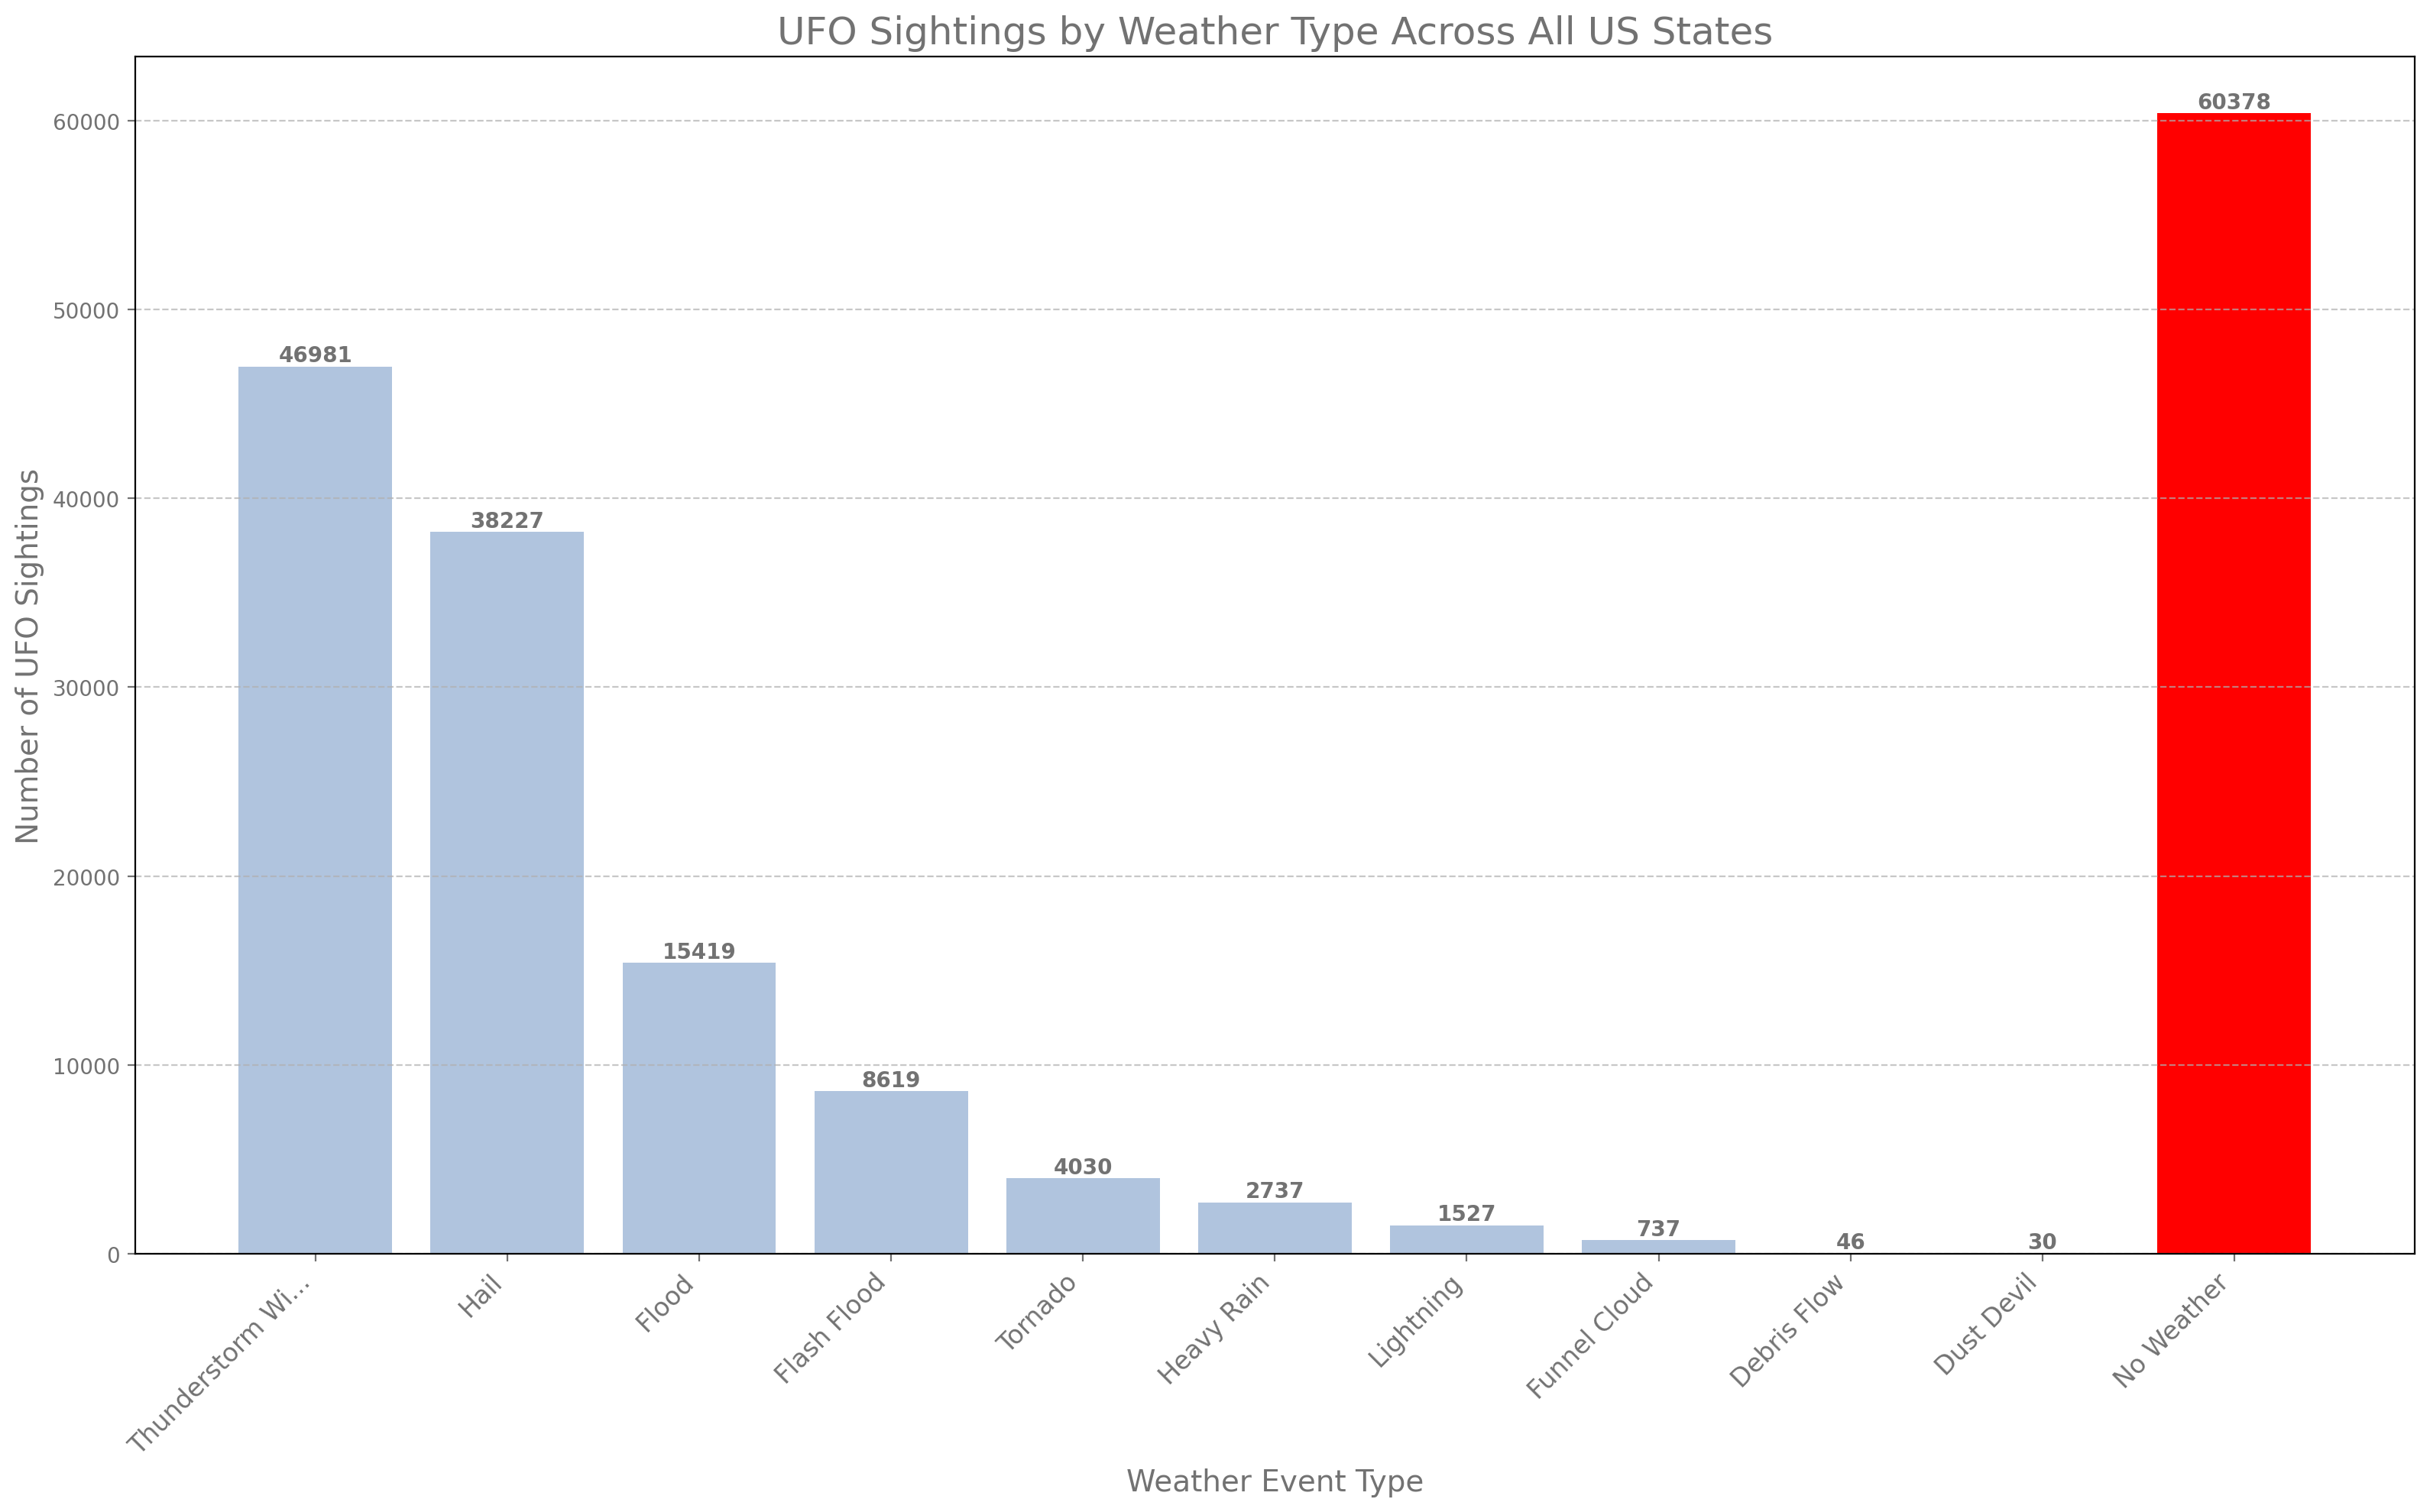 UFO Sightings by Weather Type Across All US States
Number of UFO Sightings
60000
50000
40000
30000
20000
10000
0
46981
38227
15419
8619
4030
2737
1527
737
46
30
60378
Thunderstorm Wi...
Hail
Flood
Flash Flood
Tornado
Heavy Rain
Lightning
Funnel Cloud
Debris Flow
Dust Devil
No Weather
Weather Event Type